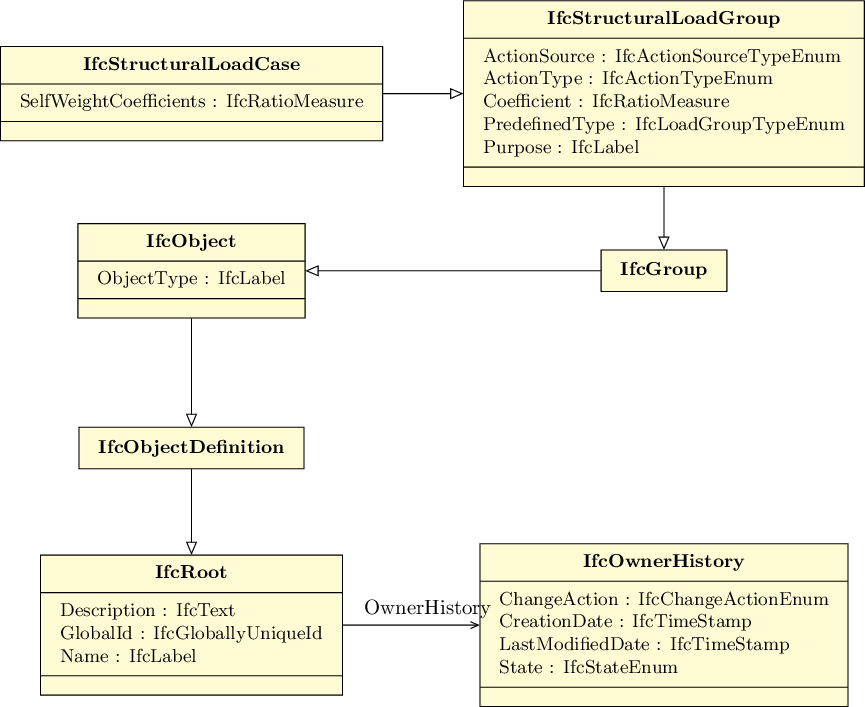 IfcStructuralLoadCase
SelfWeightCoefficients : IfcRatioMeasure
IfcStructuralLoadGroup
ActionSource : IfcActionSourceTypeEnum
ActionType : IfcActionTypeEnum
Coefficient : IfcRatioMeasure
PredefinedType : IfcLoadGroupTypeEnum
Purpose : IfcLabel
IfcObject
ObjectType : IfcLabel
IfcGroup
IfcObjectDefinition
IfcRoot
Description : IfcText
GlobalId : IfcGloballyUniqueId
Name : IfcLabel
OwnerHistory
IfcOwnerHistory
ChangeAction : IfcChangeActionEnum
CreationDate : IfcTimeStamp
LastModifiedDate : IfcTimeStamp
State : IfcStateEnum